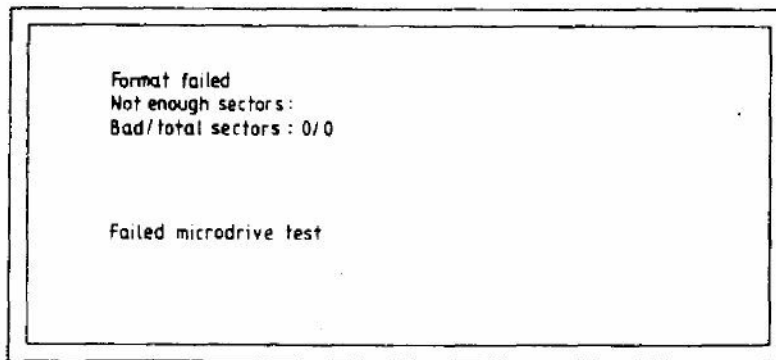 Format failed
Not enough sectors:
Bad/total sectors : 0/0
Failed microdrive test